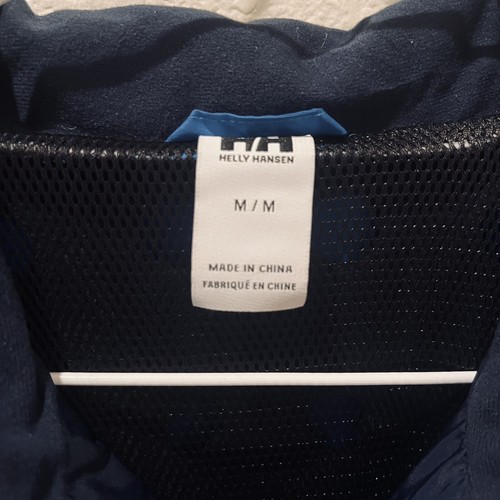 HH
HELLY HANSEN
M / M
MADE IN CHINA
FABRIQUÉ EN CHINE